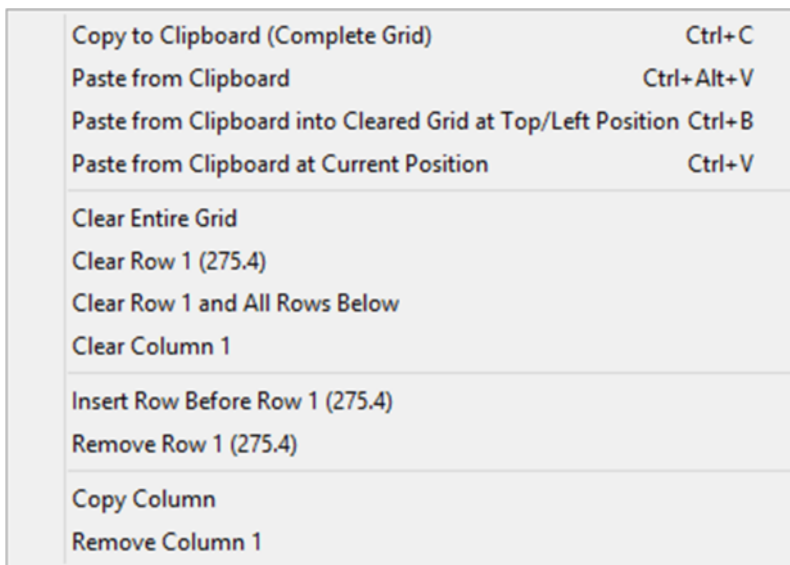 Copy to Clipboard (Complete Grid) Ctrl+C
Paste from Clipboard Ctrl+Alt+V
Paste from Clipboard into Cleared Grid at Top/Left Position Ctrl+B
Paste from Clipboard at Current Position Ctrl+V
Clear Entire Grid
Clear Row 1 (275.4)
Clear Row 1 and All Rows Below
Clear Column 1
Insert Row Before Row 1 (275.4)
Remove Row 1 (275.4)
Copy Column
Remove Column 1